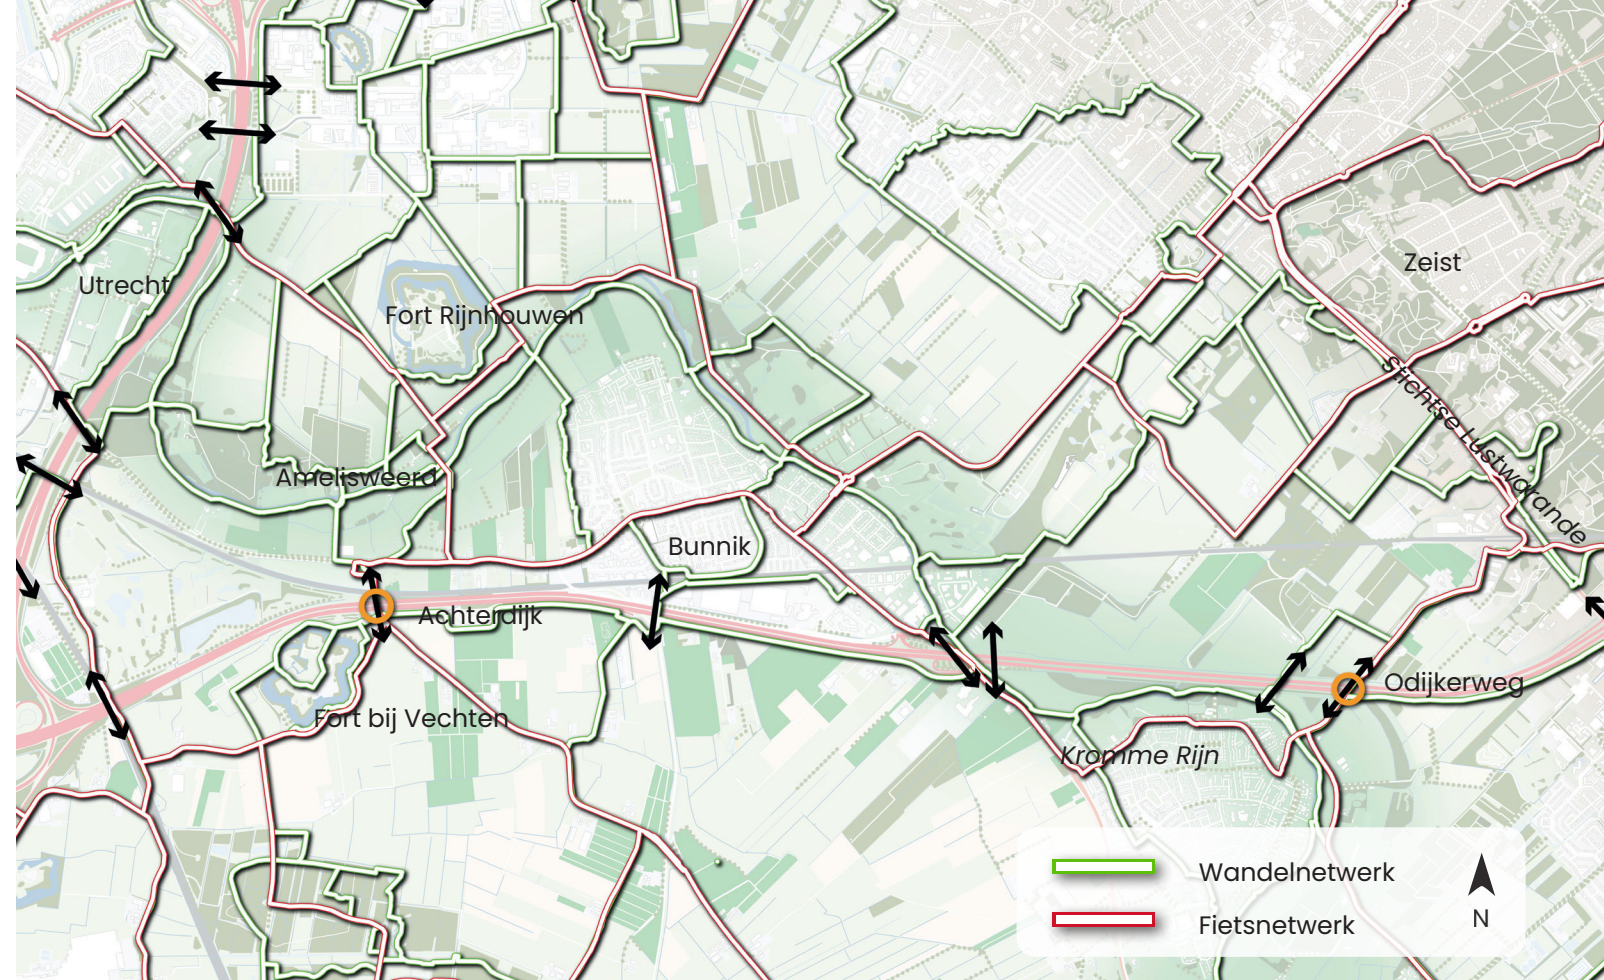 Zeist
Utrecht
Fort Rijnhouwen
Stichtse Lustwarande
Amelisweerd
Bunnik
Achterdijk
Odijkerweg
Fort bij Vechten
Kromme Rijn
Wandelnetwerk
Fietsnetwerk
N